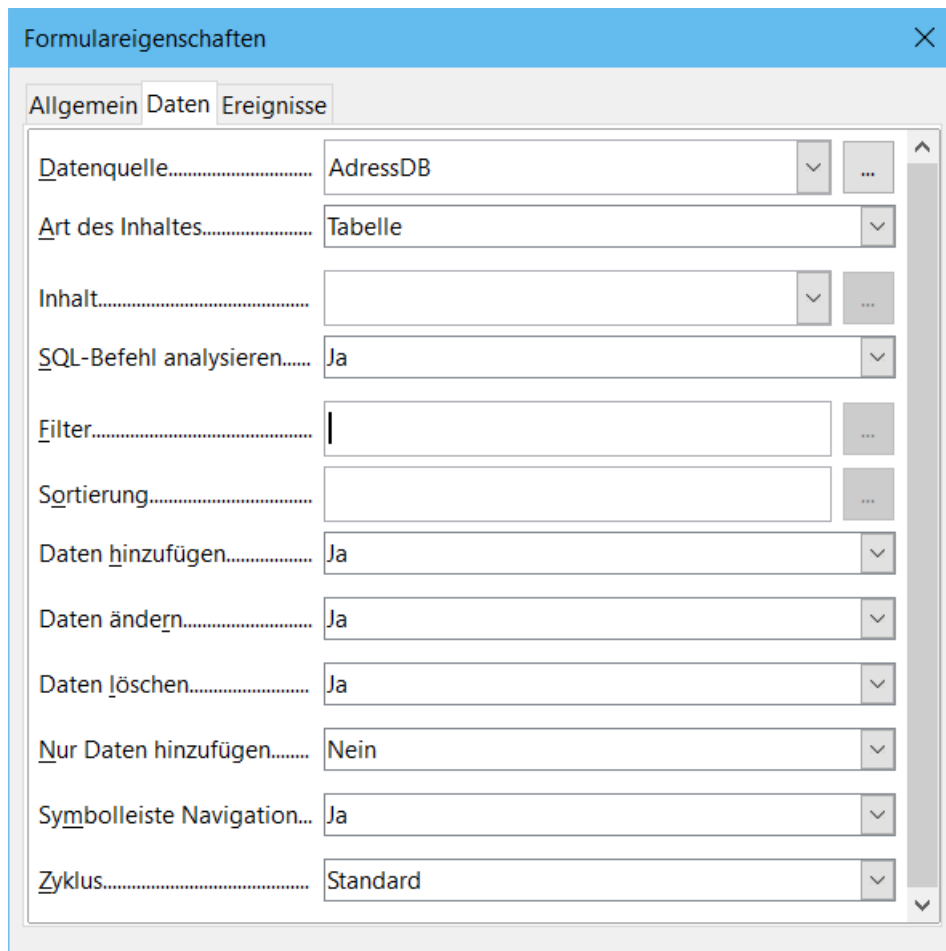 Formulareigenschaften
Allgemein Daten Ereignisse
Datenquelle............................... AdressDB ...
Art des Inhaltes....................... Tabelle
Inhalt........................................... ...
SQL-Befehl analysieren...... Ja
Filter............................................ ...
Sortierung.................................. ...
Daten hinzufügen.................. Ja
Daten ändern.......................... Ja
Daten löschen......................... Ja
Nur Daten hinzufügen........ Nein
Symbolleiste Navigation... Ja
Zyklus.......................................... Standard